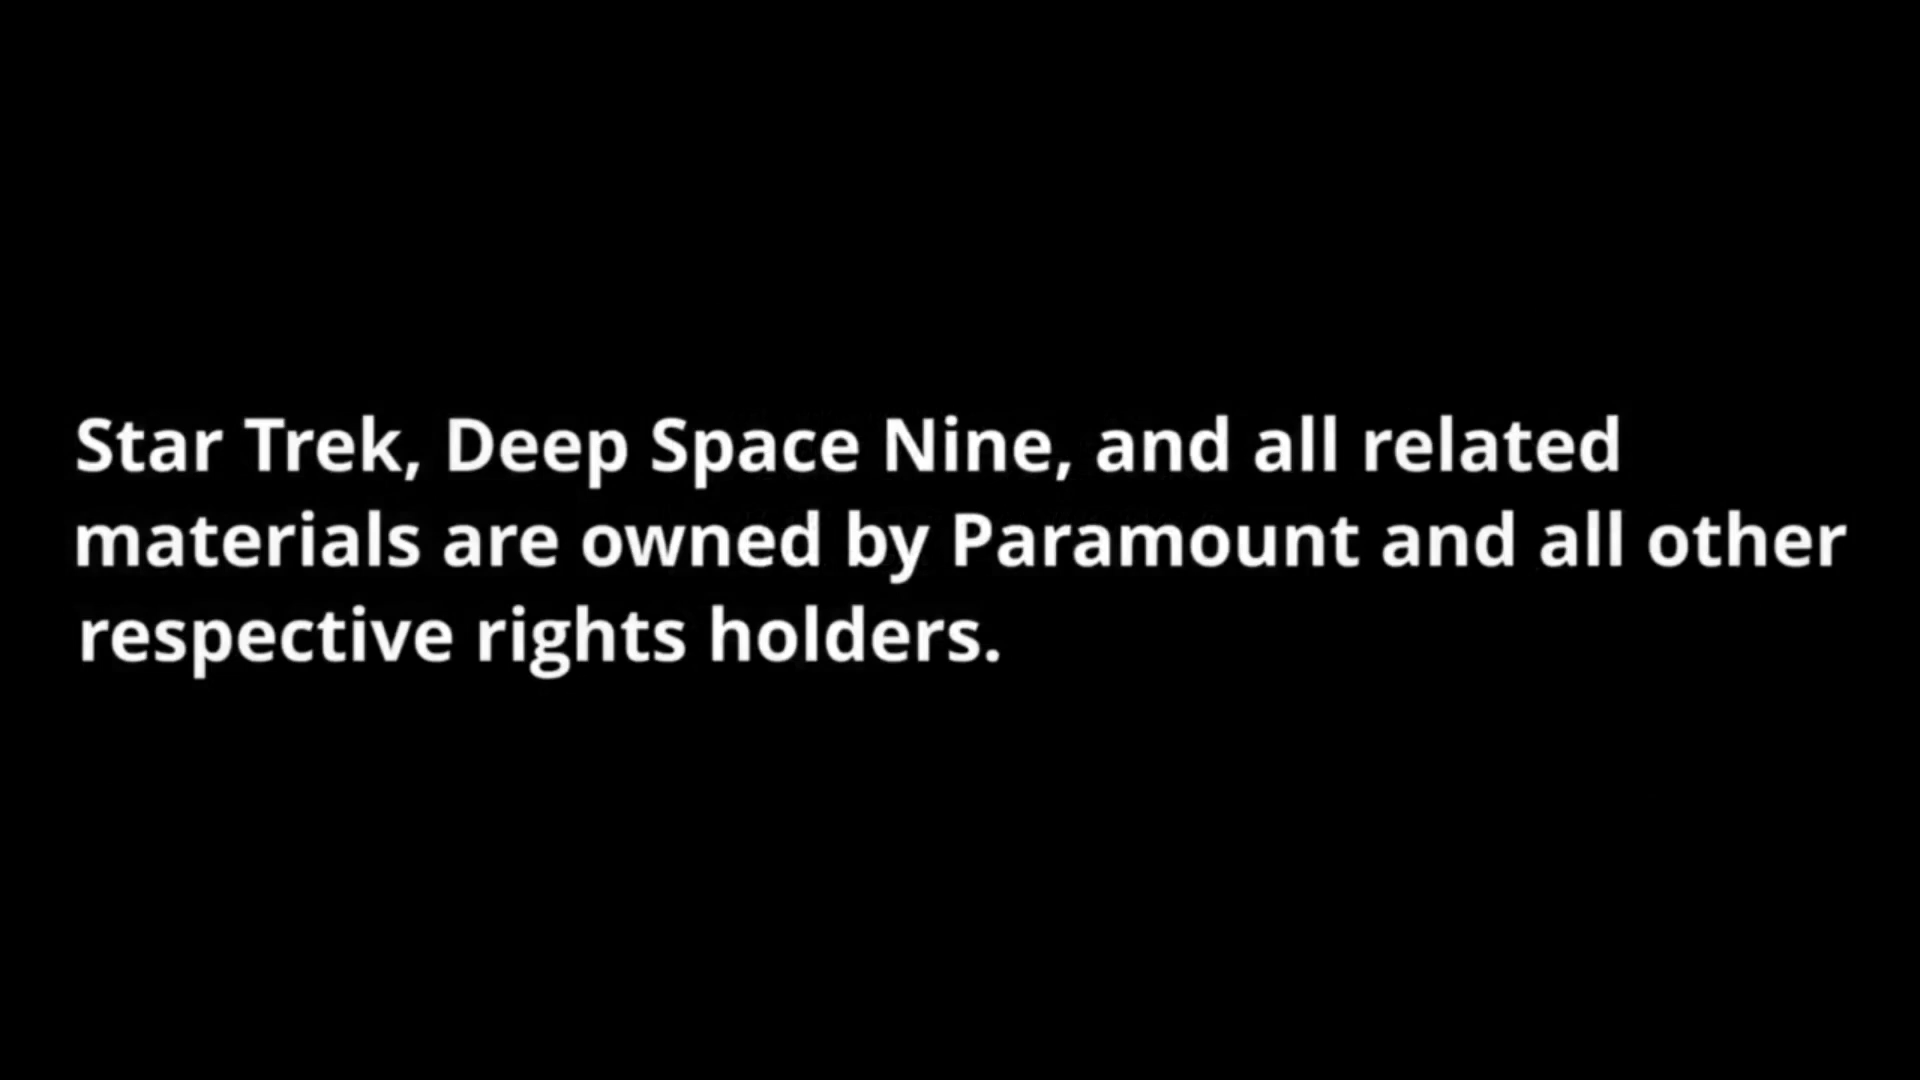 Star Trek, Deep Space Nine, and all related
materials are owned by Paramount and all other
respective rights holders.